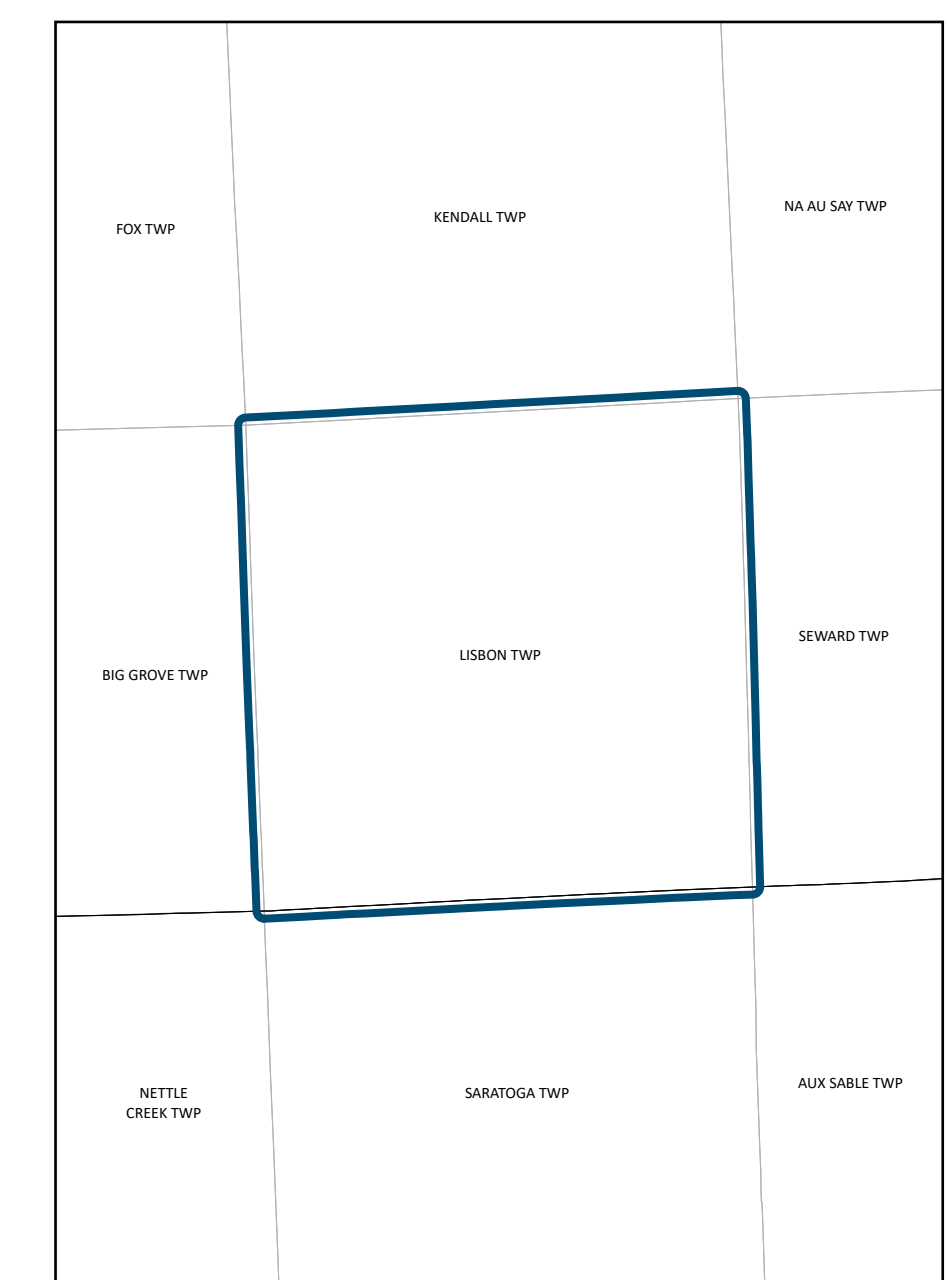 FOX TWP
KENDALL TWP
NA AU SAY TWP
BIG GROVE TWP
LISBON TWP
SEWARD TWP
NETTLE
CREEK TWP
SARATOGA TWP
AUX SABLE TWP